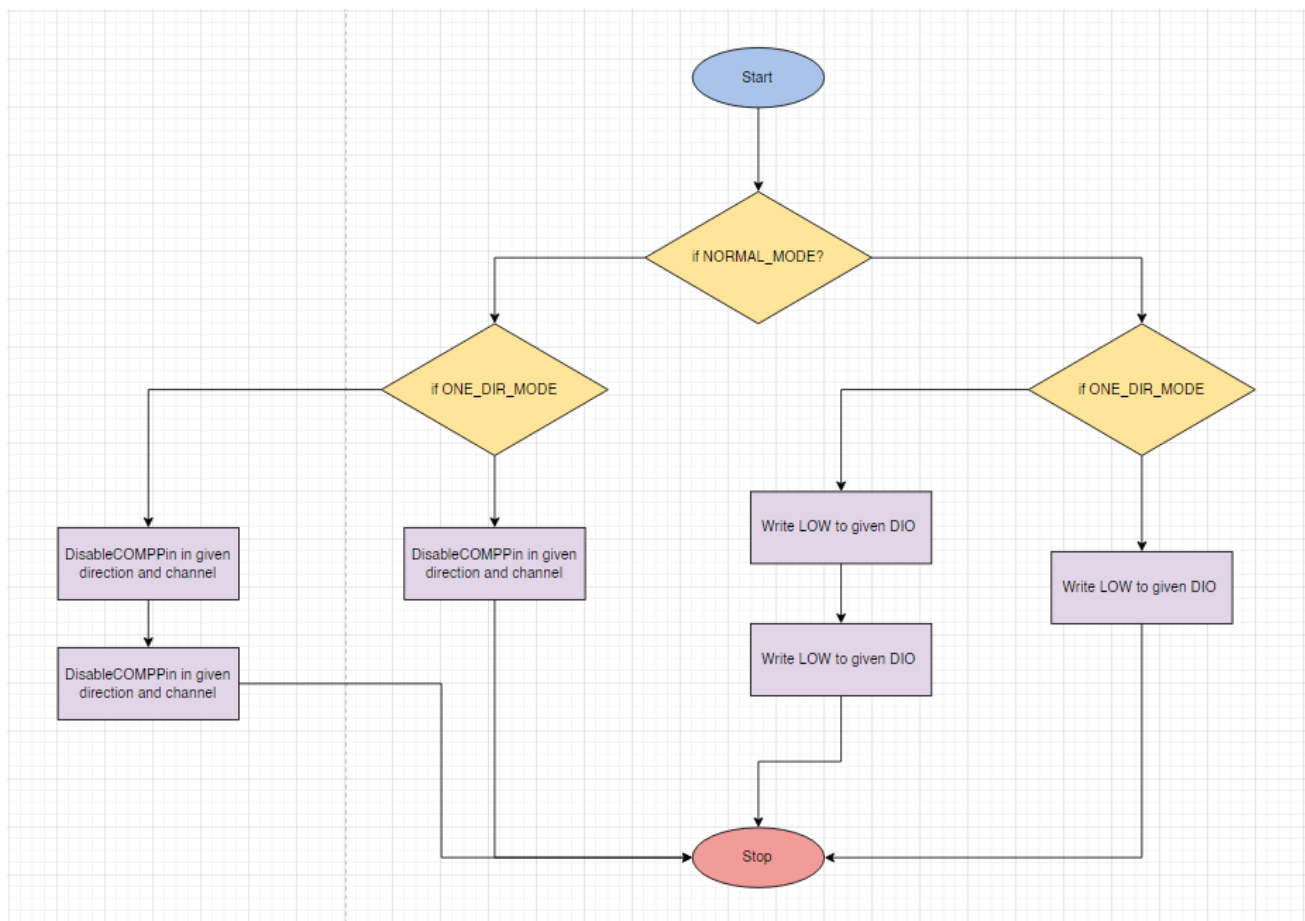 Start
if NORMAL_MODE?
if ONE_DIR_MODE
if ONE_DIR_MODE
DisableCOMPPin in given
direction and channel
DisableCOMPPin in given
direction and channel
Write LOW to given DIO
Write LOW to given DIO
DisableCOMPPin in given
direction and channel
Write LOW to given DIO
Stop